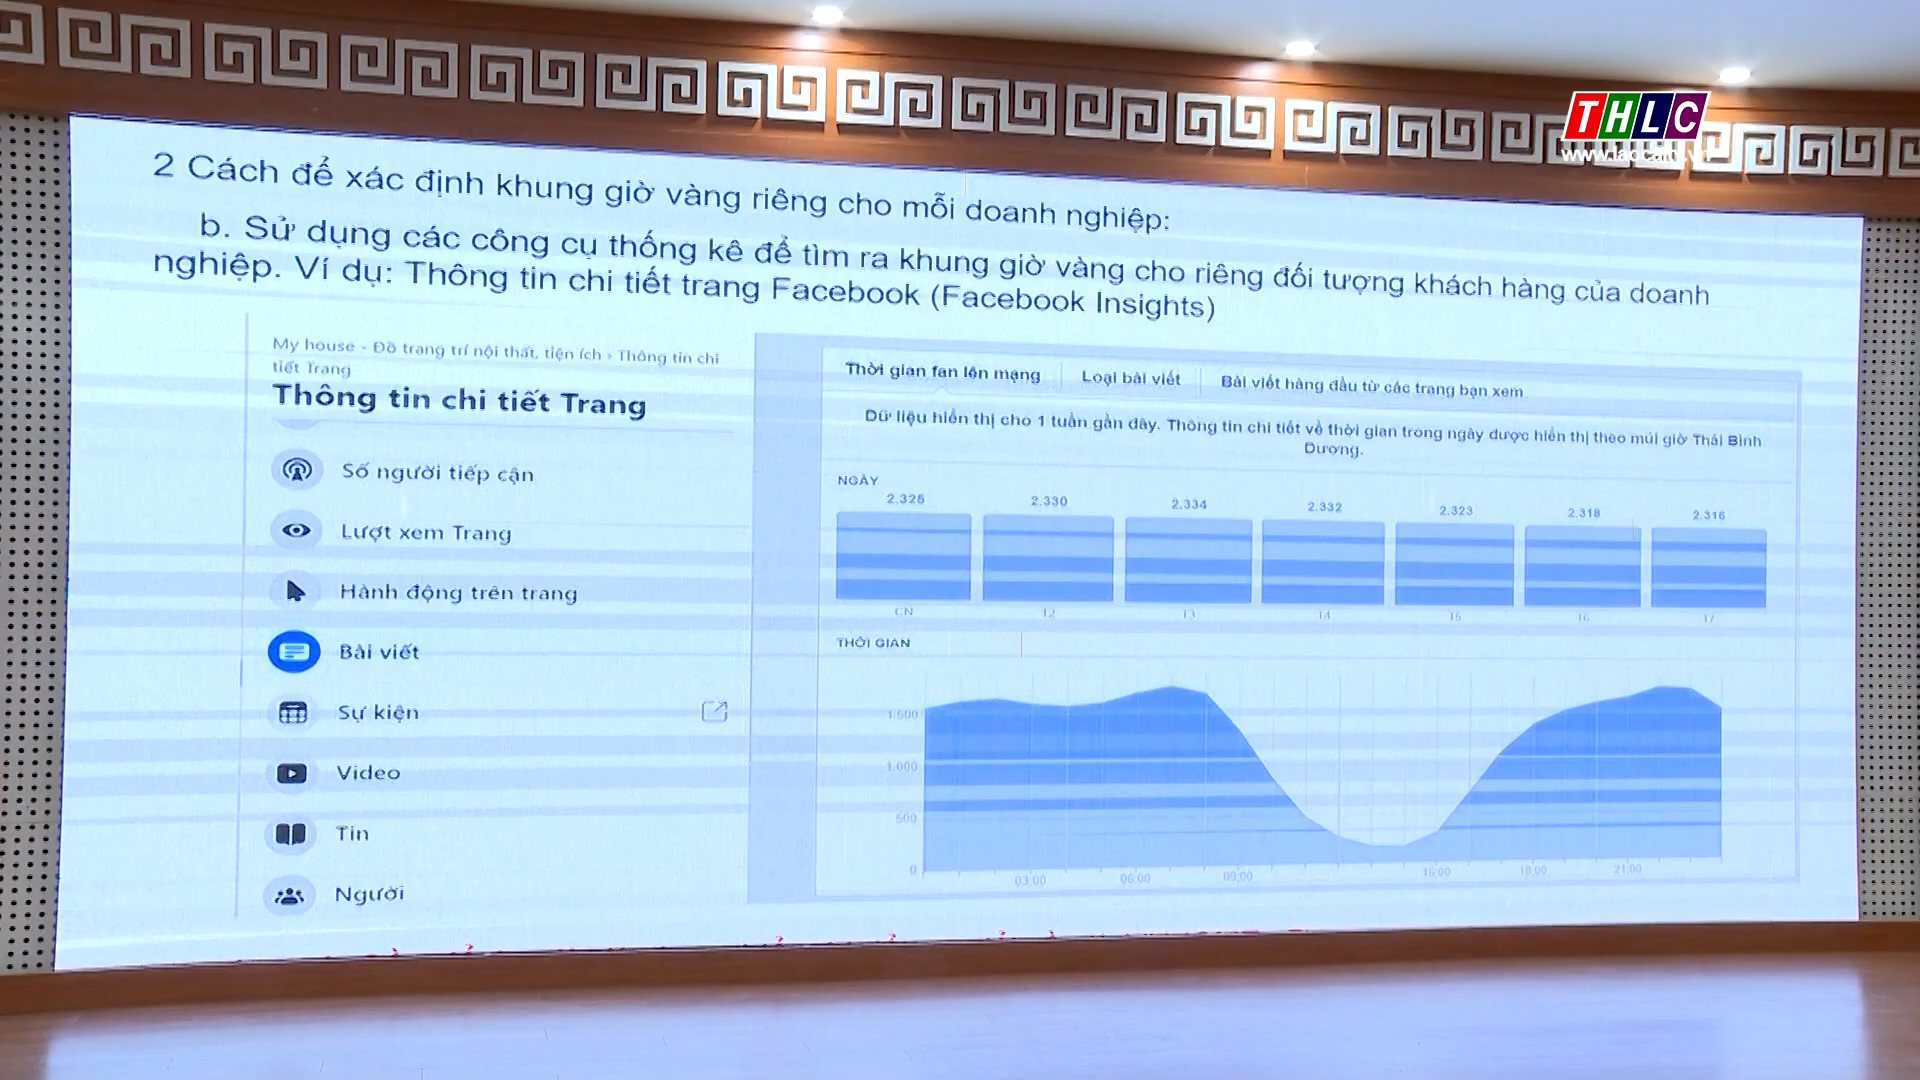 THLC
2 Cách để xác định khung giờ vàng riêng cho mỗi doanh nghiệp:
b. Sử dụng các công cụ thống kê để tìm ra khung giờ vàng cho riêng đối tượng khách hàng của doanh
nghiệp. Ví dụ: Thông tin chi tiết trang Facebook (Facebook Insights)
My house - Đồ trang trí nội thất, tiện ích › Thông tin chi
tiết Trang
Thông tin chi tiết Trang
Số người tiếp cận
Lượt xem Trang
Hành động trên trang
Bài viết
Sự kiện
Video
Tin
Người
Thời gian fan lên mạng Loại bài viết Bài viết hàng đầu từ các trang bạn xem
Dữ liệu hiển thị cho 1 tuần gần đây. Thông tin chi tiết về thời gian trong ngày được hiển thị theo múi giờ Thái Bình
Dương.
NGÀY
2.325 2.330 2.334 2.332 2.323 2.318 2.316
CN T2 T3 T4 T5 T6 T7
THỜI GIAN
1.500
1.000
500
0
03:00 06:00 09:00 15:00 18:00 21:00